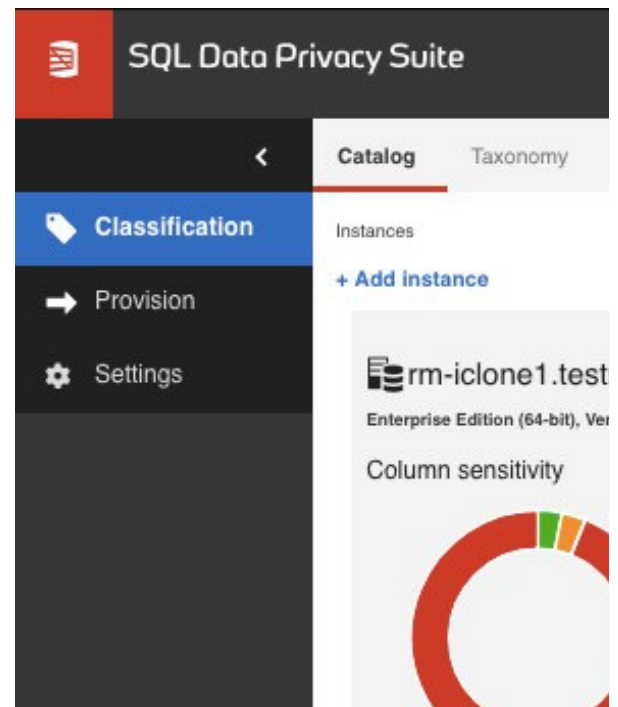 SQL Data Privacy Suite
Catalog Taxonomy
Classification
Instances
+ Add instance
Provision
Settings
rm-iclone1.test
Enterprise Edition (64-bit), Ver
Column sensitivity